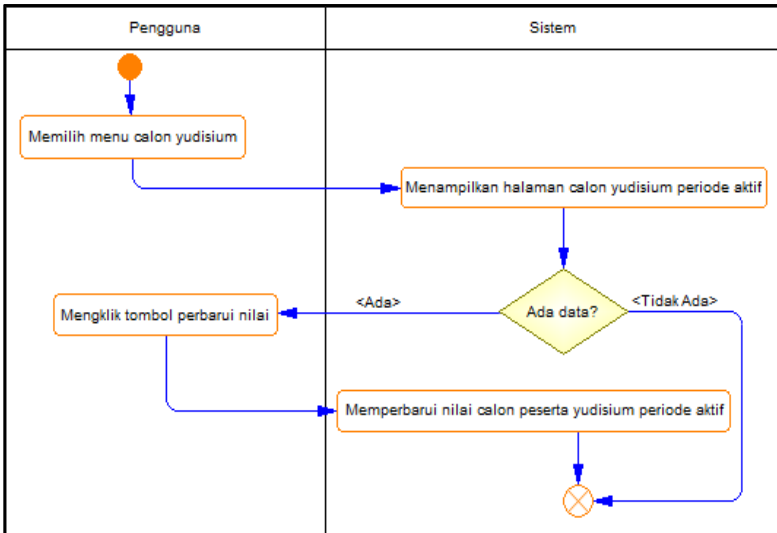 Pengguna
Sistem
Memilih menu calon yudisium
Menampilkan halaman calon yudisium periode aktif
Ada data?
<Ada>
<Tidak Ada>
Mengklik tombol perbarui nilai
Memperbarui nilai calon peserta yudisium periode aktif